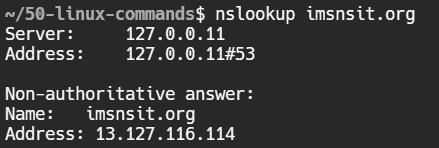 ~/50-linux-commands$ nslookup imsnsit.org
Server:     127.0.0.11
Address:    127.0.0.11#53
Non-authoritative answer:
Name:   imsnsit.org
Address: 13.127.116.114